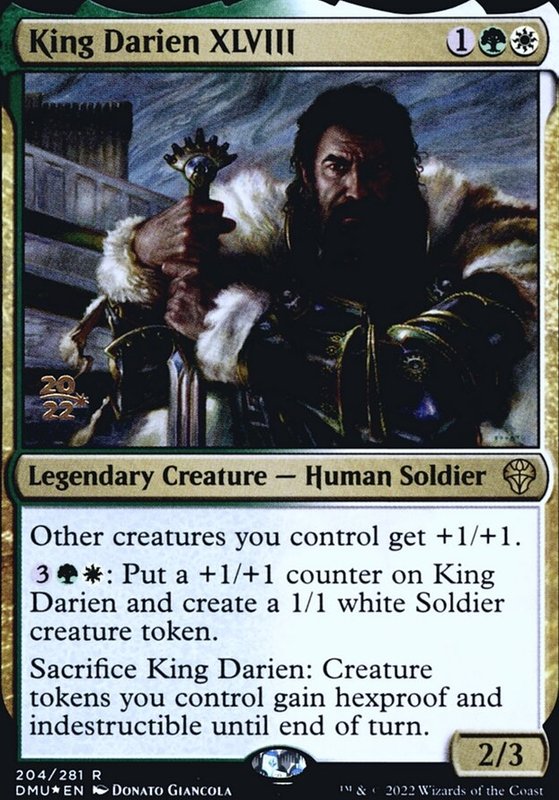 King Darien XLVIII 1
20
22
Legendary Creature — Human Soldier
Other creatures you control get +1/+1.
3: Put a +1/+1 counter on King
Darien and create a 1/1 white Soldier
creature token.
Sacrifice King Darien: Creature
tokens you control gain hexproof and
indestructible until end of turn.
2/3
204/281 R
DMU★EN Donato Giancola
™ & © 2022 Wizards of the Coast